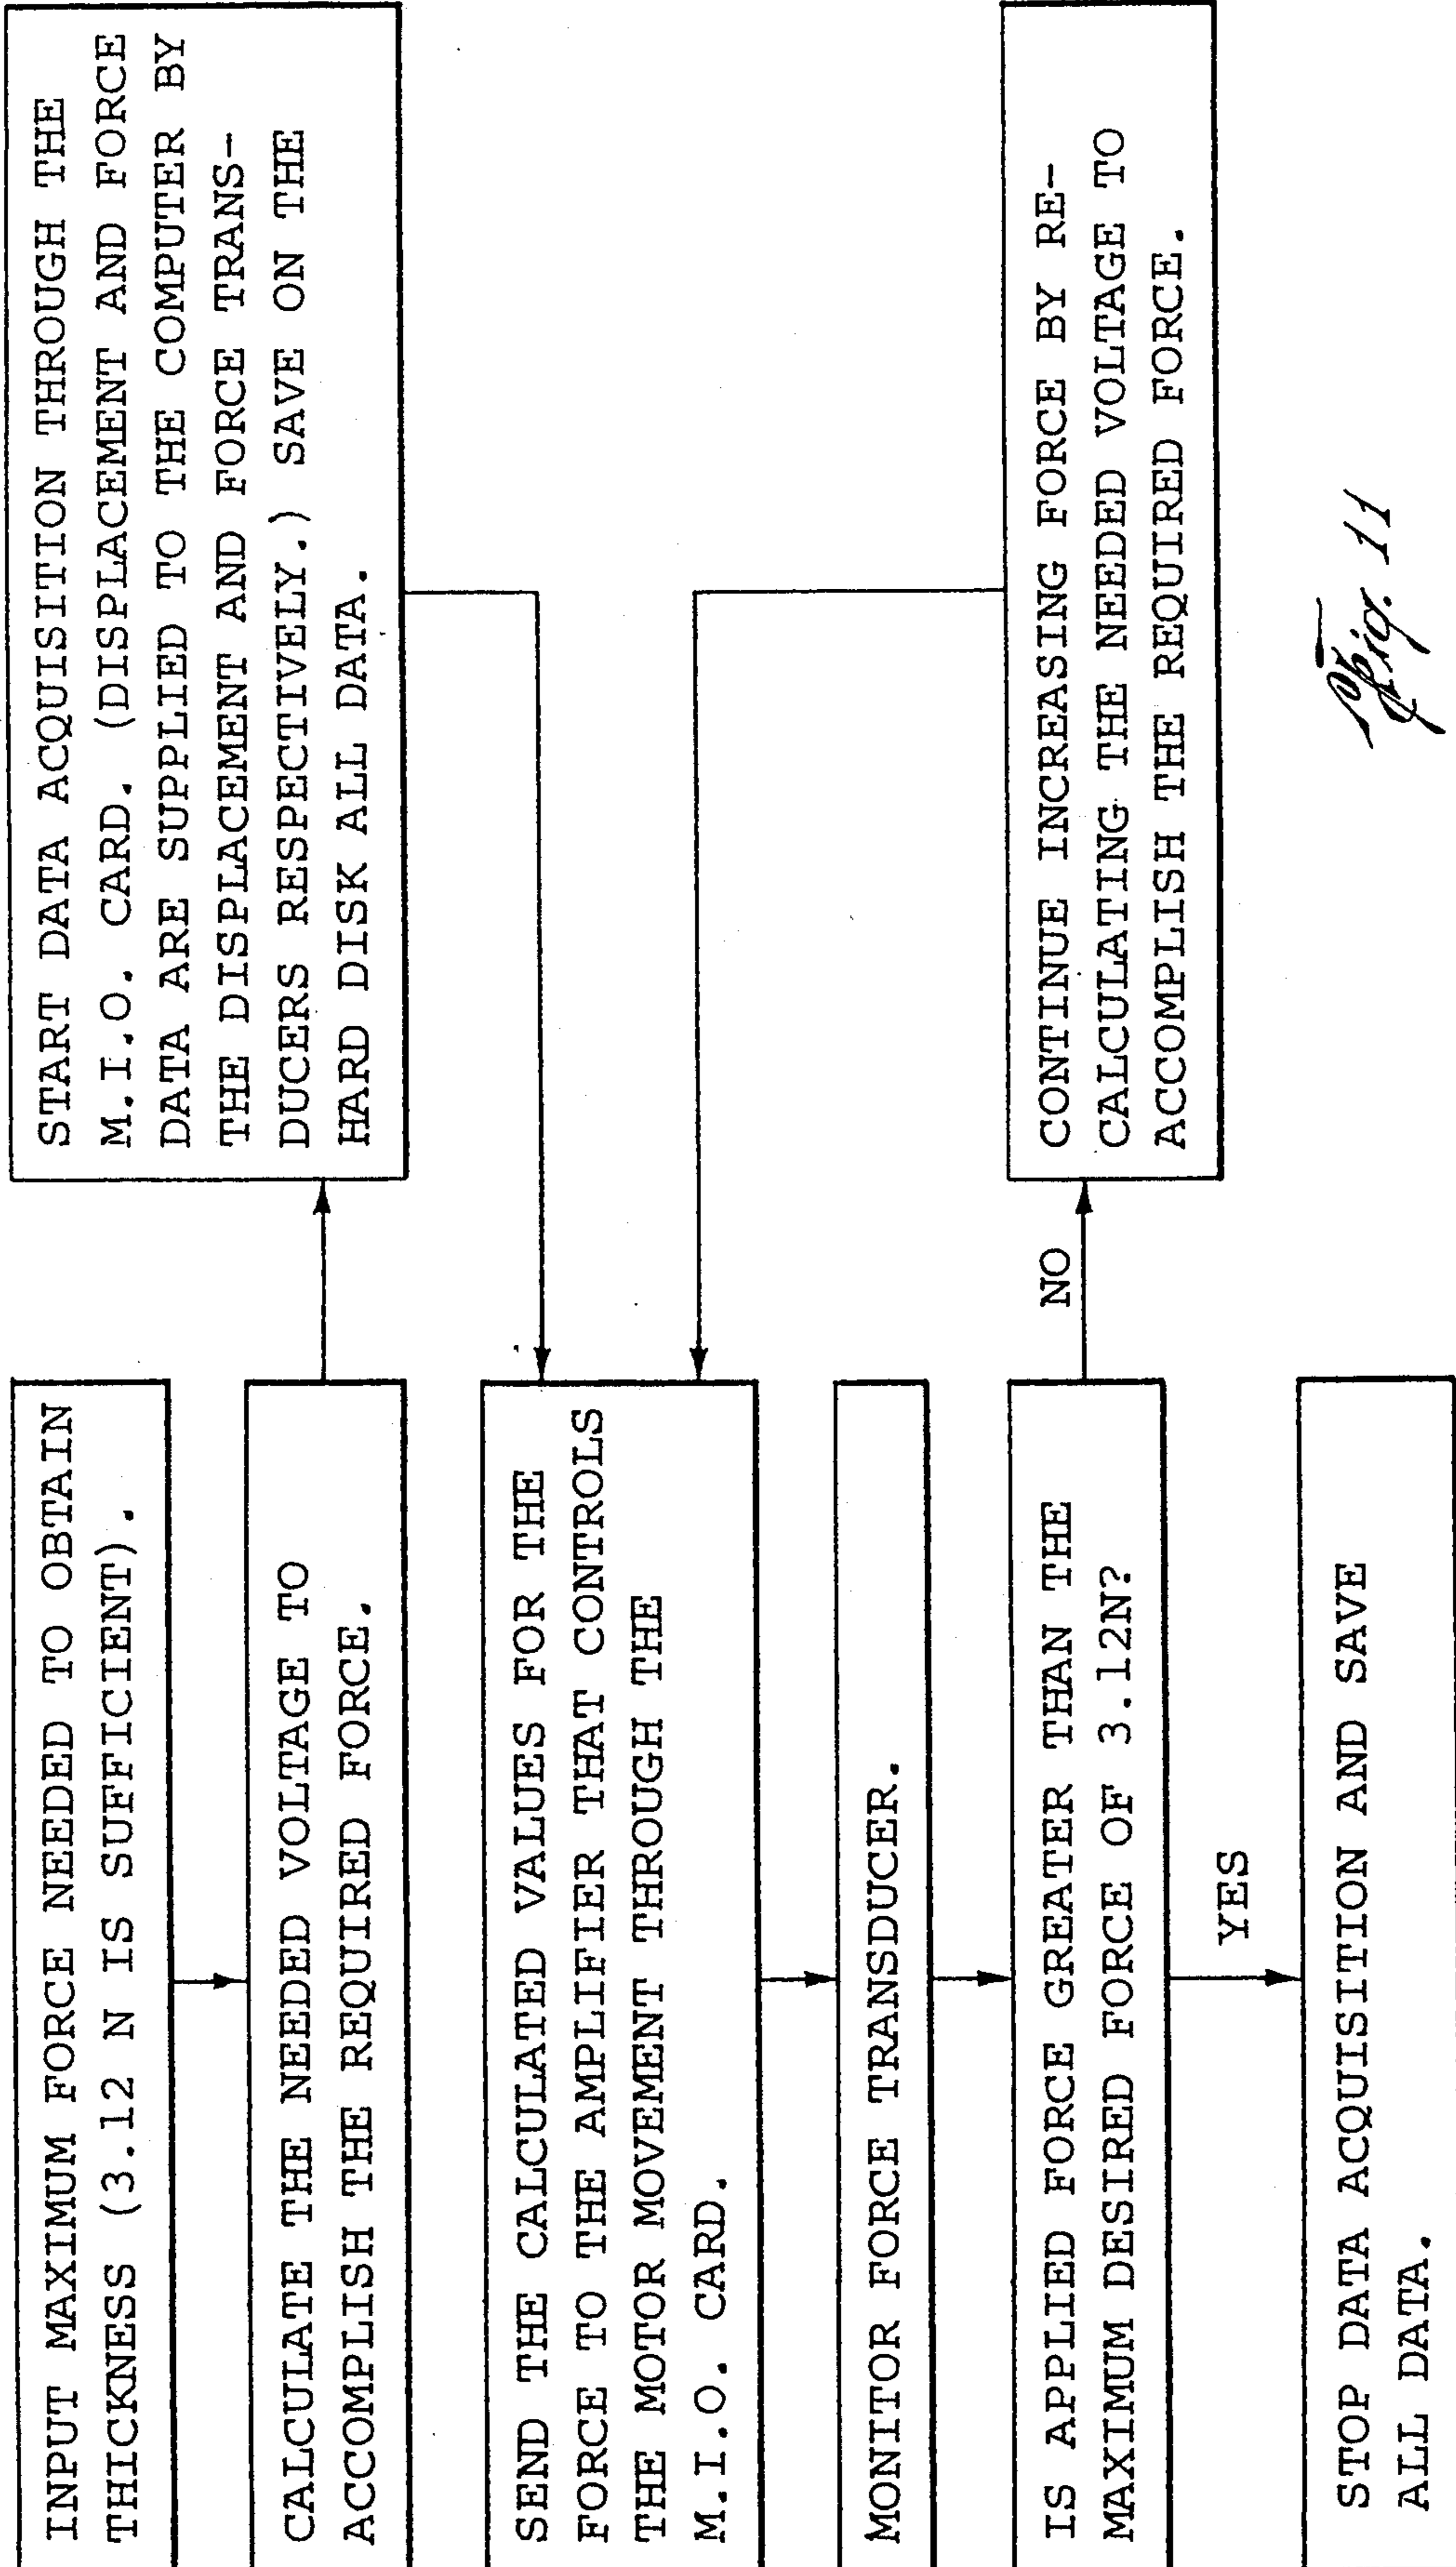 INPUT MAXIMUM FORCE NEEDED TO OBTAIN
THICKNESS (3.12 N IS SUFFICIENT).
CALCULATE THE NEEDED VOLTAGE TO
ACCOMPLISH THE REQUIRED FORCE.
START DATA ACQUISITION THROUGH THE
M.I.O. CARD. (DISPLACEMENT AND FORCE
DATA ARE SUPPLIED TO THE COMPUTER BY
THE DISPLACEMENT AND FORCE TRANS-
DUCERS RESPECTIVELY.) SAVE ON THE
HARD DISK ALL DATA.
SEND THE CALCULATED VALUES FOR THE
FORCE TO THE AMPLIFIER THAT CONTROLS
THE MOTOR MOVEMENT THROUGH THE
M.I.O. CARD.
MONITOR FORCE TRANSDUCER.
IS APPLIED FORCE GREATER THAN THE
MAXIMUM DESIRED FORCE OF 3.12N?
NO
CONTINUE INCREASING FORCE BY RE-
CALCULATING THE NEEDED VOLTAGE TO
ACCOMPLISH THE REQUIRED FORCE.
YES
STOP DATA ACQUISITION AND SAVE
ALL DATA.
Fig. 11